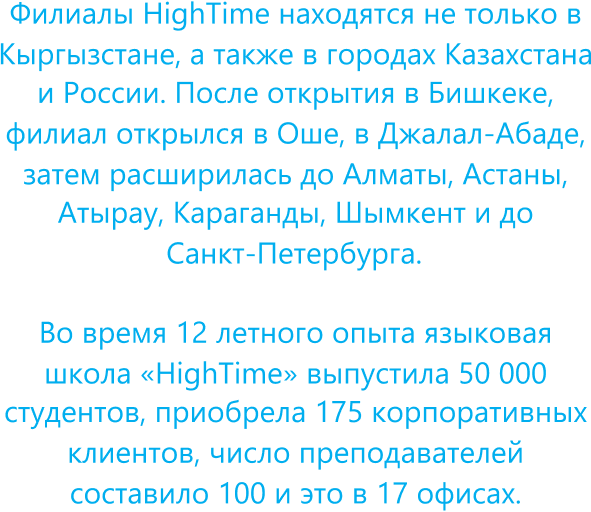 Филиалы HighTime находятся не только в
Кыргызстане, а также в городах Казахстана
и России. После открытия в Бишкеке,
филиал открылся в Оше, в Джалал-Абаде,
затем расширилась до Алматы, Астаны,
Атырау, Караганды, Шымкент и до
Санкт-Петербурга.
Во время 12 летного опыта языковая
школа «HighTime» выпустила 50 000
студентов, приобрела 175 корпоративных
клиентов, число преподавателей
составило 100 и это в 17 офисах.